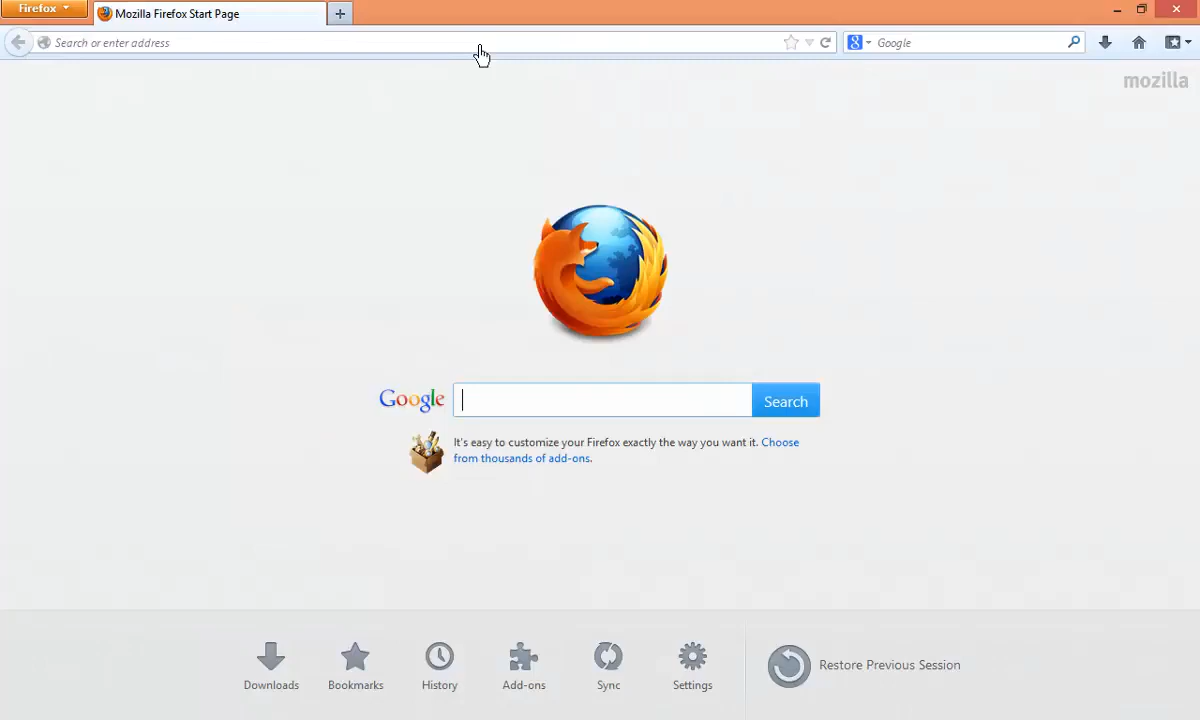 Firefox
Mozilla Firefox Start Page
Search or enter address
Google
mozilla
Google
Search
It's easy to customize your Firefox exactly the way you want it. Choose
from thousands of add-ons.
Downloads
Bookmarks
History
Add-ons
Sync
Settings
Restore Previous Session